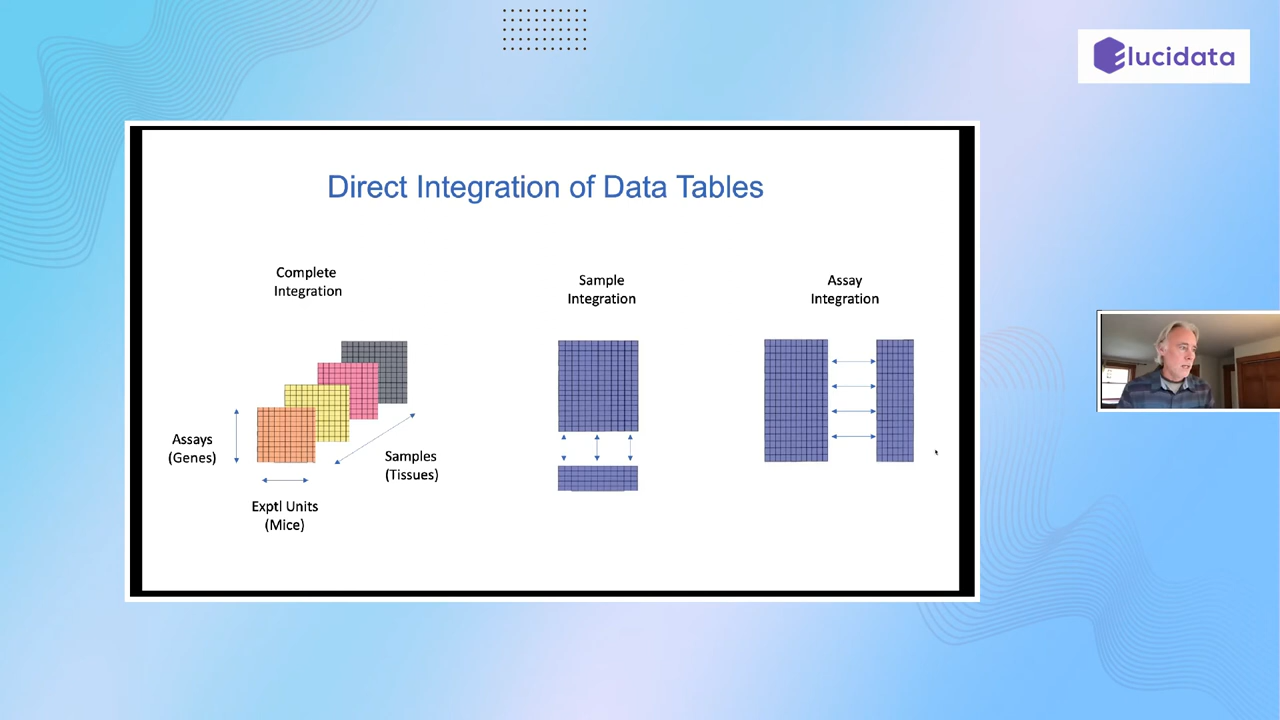 Elucidata
Direct Integration of Data Tables
Complete
Integration
Assays
(Genes)
Samples
(Tissues)
Exptl Units
(Mice)
Sample
Integration
Assay
Integration